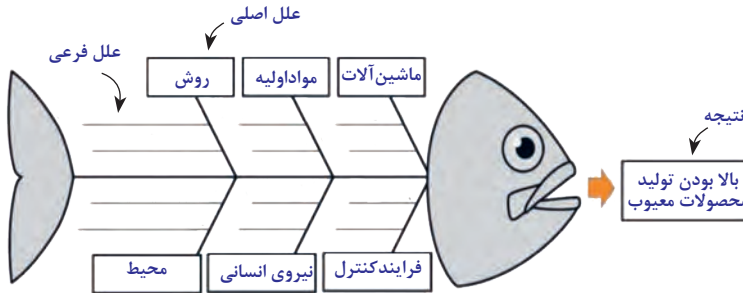 علل اصلی
علل فرعی
روش
مواداولیه
ماشین‌آلات
نتیجه
بالا بودن تولید
محصولات معیوب
محیط
نیروی انسانی
فرایندکنترل